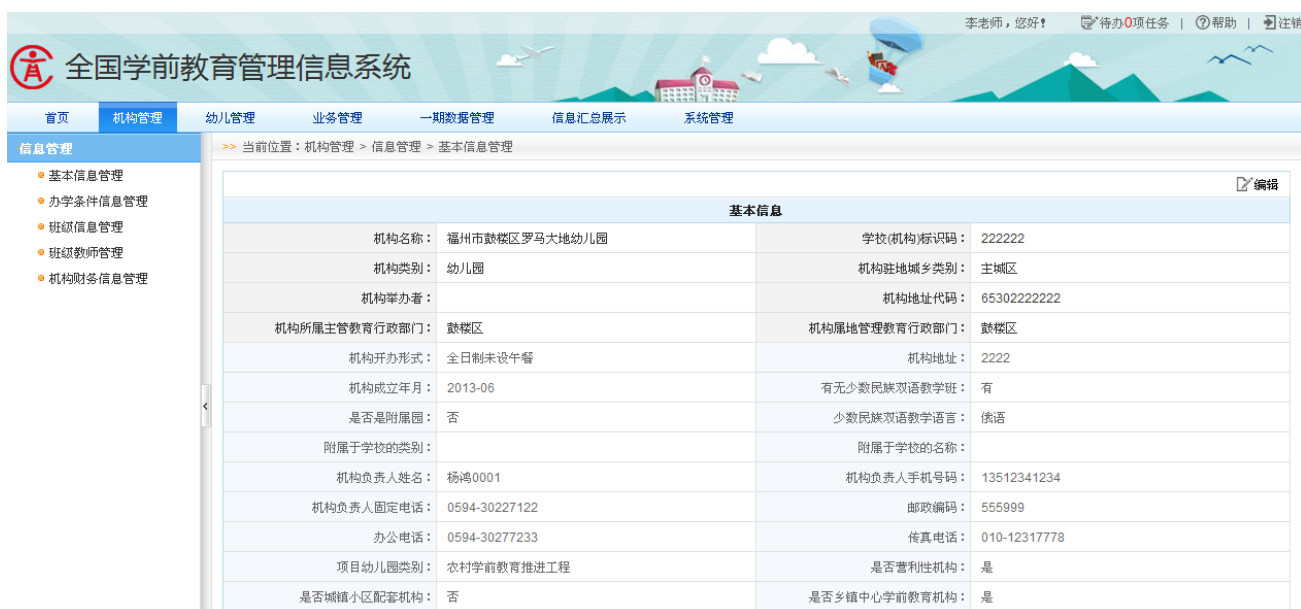 李老师，您好！ 待办0项任务 | ?帮助 | 注销
全国学前教育管理信息系统
首页 机构管理 幼儿管理 业务管理 一期数据管理 信息汇总展示 系统管理
信息管理
基本信息管理
办学条件信息管理
班级信息管理
班级教师管理
机构财务信息管理
>> 当前位置：机构管理 > 信息管理 > 基本信息管理
编辑
基本信息
机构名称： 福州市鼓楼区罗马大地幼儿园 学校(机构)标识码： 222222
机构类别： 幼儿园 机构驻地城乡类别： 主城区
机构举办者： 机构地址代码： 65302222222
机构所属主管教育行政部门： 鼓楼区 机构属地管理教育行政部门： 鼓楼区
机构开办形式： 全日制未设午餐 机构地址： 2222
机构成立年月： 2013-06 有无少数民族双语教学班： 有
是否是附属园： 否 少数民族双语教学语言： 俄语
附属于学校的类别： 附属于学校的名称：
机构负责人姓名： 杨鸿0001 机构负责人手机号码： 13512341234
机构负责人固定电话： 0594-30227122 邮政编码： 555999
办公电话： 0594-30277233 传真电话： 010-12317778
项目幼儿园类别： 农村学前教育推进工程 是否营利性机构： 是
是否城镇小区配套机构： 否 是否乡镇中心学前教育机构： 是